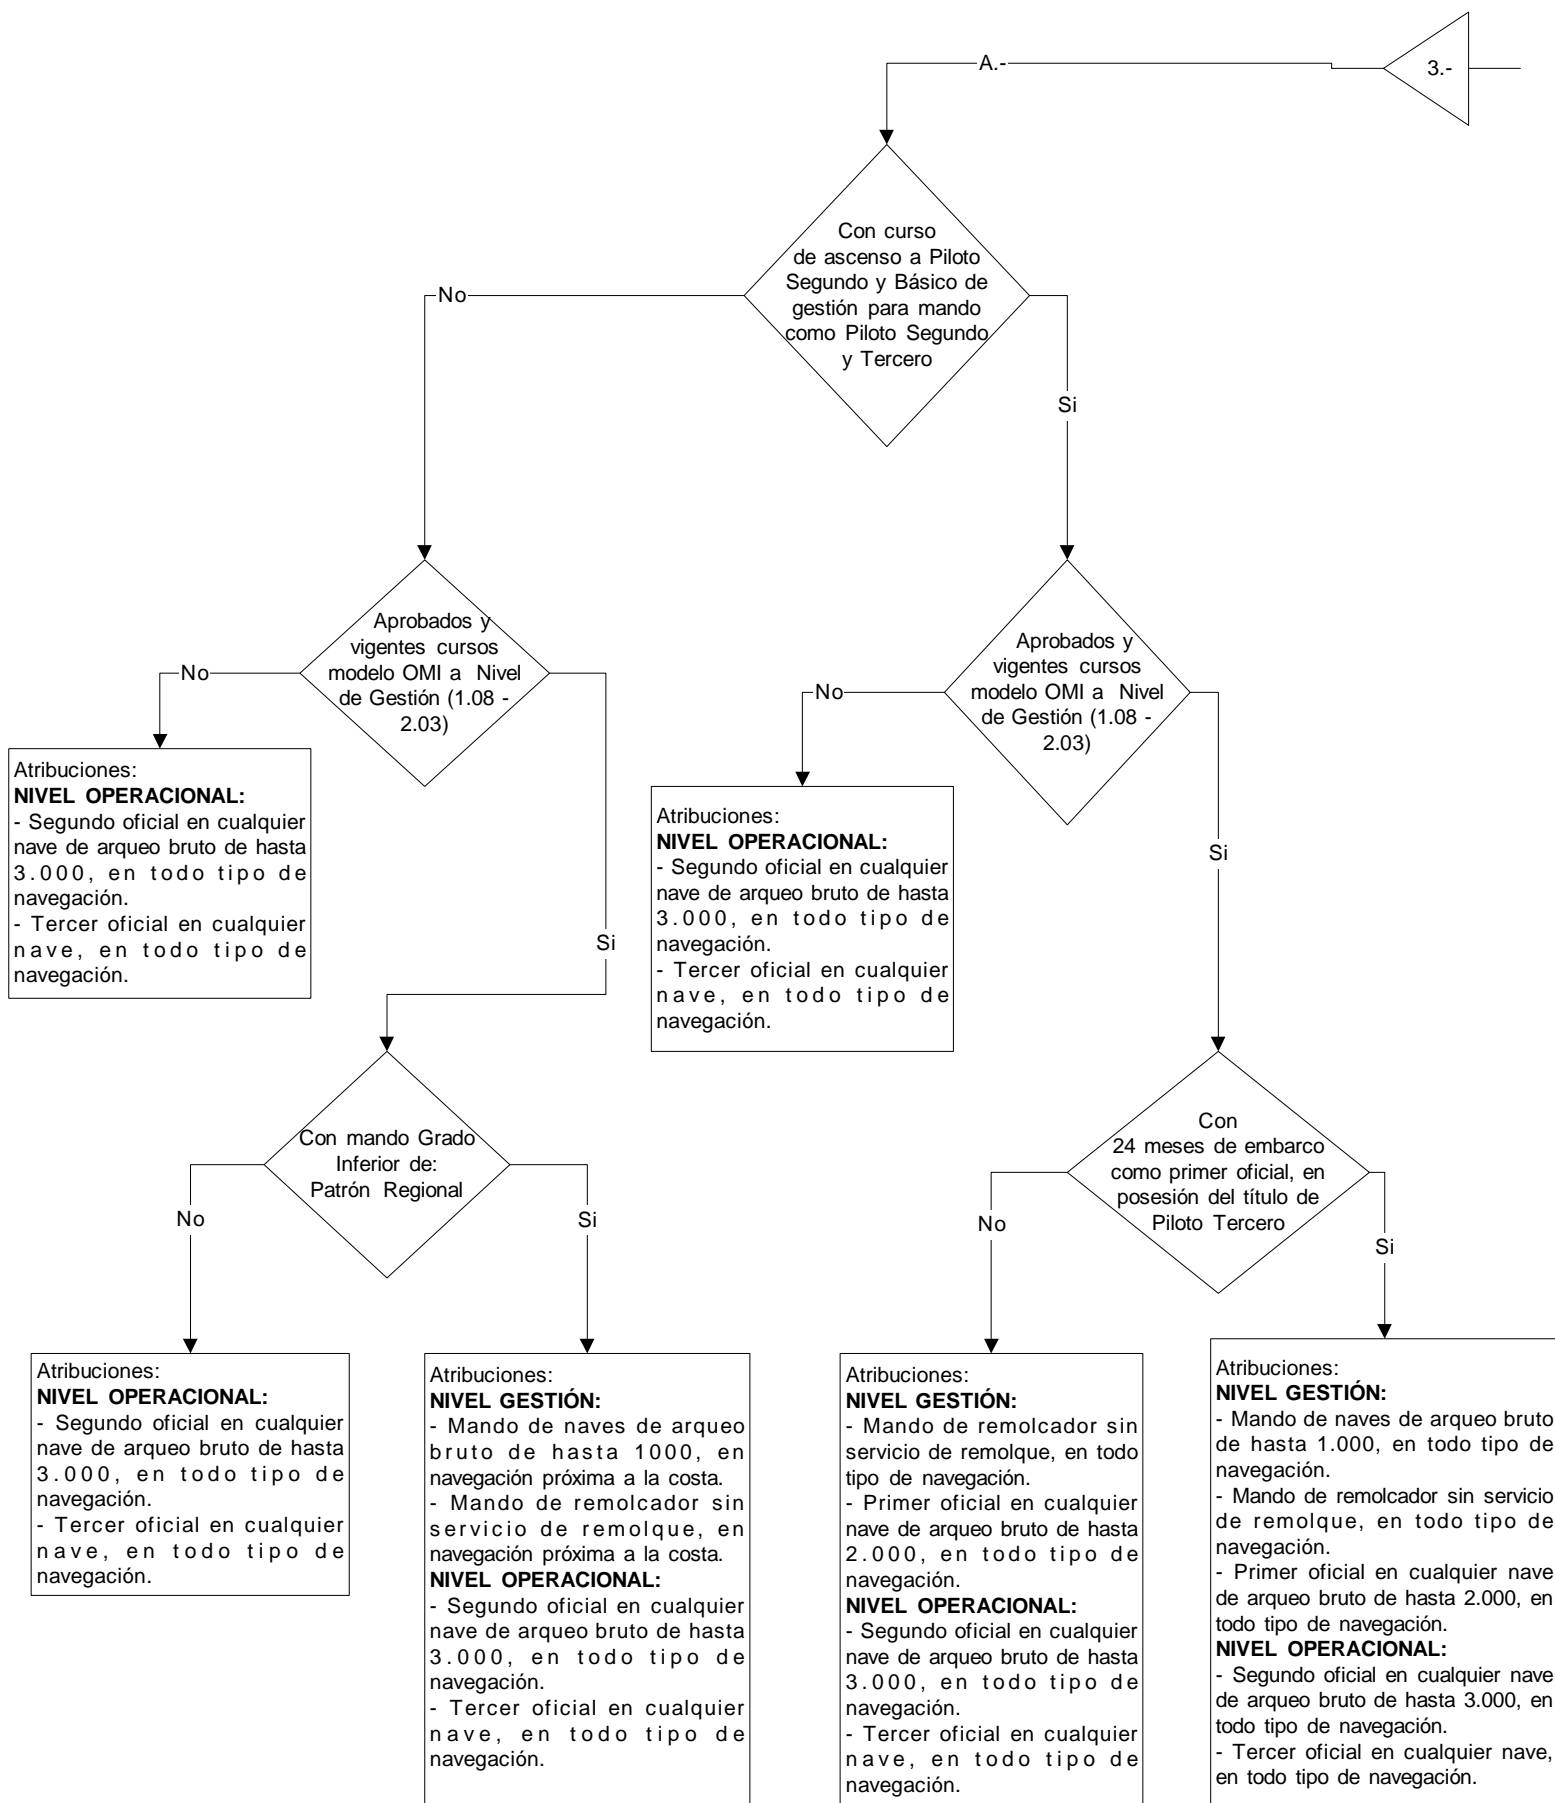 A.-
3.-
Con curso
de ascenso a Piloto
Segundo y Básico de
gestión para mando
como Piloto Segundo
y Tercero
No
Si
Aprobados y
vigentes cursos
modelo OMI a Nivel
de Gestión (1.08 -
2.03)
No
Si
Atribuciones:
NIVEL OPERACIONAL:
- Segundo oficial en cualquier
nave de arqueo bruto de hasta
3.000, en todo tipo de
navegación.
- Tercer oficial en cualquier
nave, en todo tipo de
navegación.
Aprobados y
vigentes cursos
modelo OMI a Nivel
de Gestión (1.08 -
2.03)
No
Si
Atribuciones:
NIVEL OPERACIONAL:
- Segundo oficial en cualquier
nave de arqueo bruto de hasta
3.000, en todo tipo de
navegación.
- Tercer oficial en cualquier
nave, en todo tipo de
navegación.
Con mando Grado
Inferior de:
Patrón Regional
No
Si
Con
24 meses de embarco
como primer oficial, en
posesión del título de
Piloto Tercero
No
Si
Atribuciones:
NIVEL OPERACIONAL:
- Segundo oficial en cualquier
nave de arqueo bruto de hasta
3.000, en todo tipo de
navegación.
- Tercer oficial en cualquier
nave, en todo tipo de
navegación.
Atribuciones:
NIVEL GESTIÓN:
- Mando de naves de arqueo
bruto de hasta 1000, en
navegación próxima a la costa.
- Mando de remolcador sin
servicio de remolque, en
navegación próxima a la costa.
NIVEL OPERACIONAL:
- Segundo oficial en cualquier
nave de arqueo bruto de hasta
3.000, en todo tipo de
navegación.
- Tercer oficial en cualquier
nave, en todo tipo de
navegación.
Atribuciones:
NIVEL GESTIÓN:
- Mando de remolcador sin
servicio de remolque, en todo
tipo de navegación.
- Primer oficial en cualquier
nave de arqueo bruto de hasta
2.000, en todo tipo de
navegación.
NIVEL OPERACIONAL:
- Segundo oficial en cualquier
nave de arqueo bruto de hasta
3.000, en todo tipo de
navegación.
- Tercer oficial en cualquier
nave, en todo tipo de
navegación.
Atribuciones:
NIVEL GESTIÓN:
- Mando de naves de arqueo bruto
de hasta 1.000, en todo tipo de
navegación.
- Mando de remolcador sin servicio
de remolque, en todo tipo de
navegación.
- Primer oficial en cualquier nave
de arqueo bruto de hasta 2.000, en
todo tipo de navegación.
NIVEL OPERACIONAL:
- Segundo oficial en cualquier nave
de arqueo bruto de hasta 3.000, en
todo tipo de navegación.
- Tercer oficial en cualquier nave,
en todo tipo de navegación.